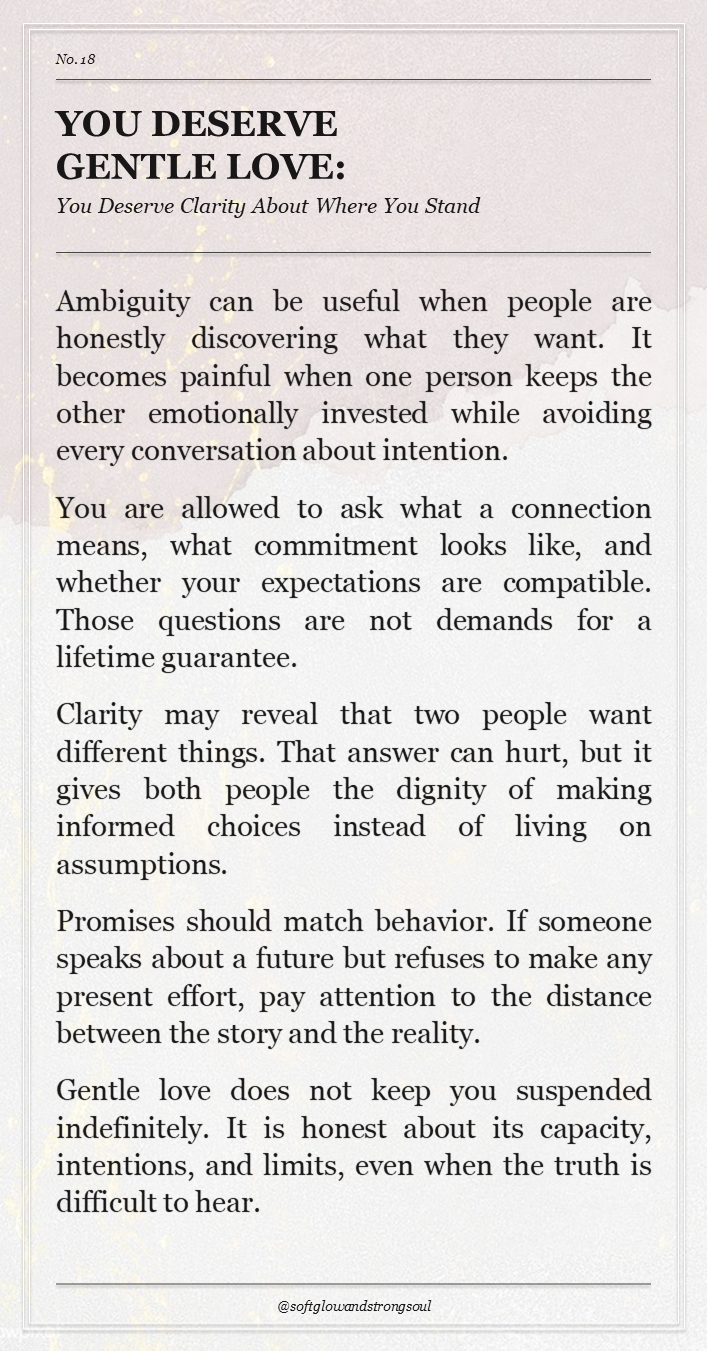 No.18
YOU DESERVE
GENTLE LOVE:
You Deserve Clarity About Where You Stand
Ambiguity can be useful when people are
honestly discovering what they want. It
becomes painful when one person keeps the
other emotionally invested while avoiding
every conversation about intention.
You are allowed to ask what a connection
means, what commitment looks like, and
whether your expectations are compatible.
Those questions are not demands for a
lifetime guarantee.
Clarity may reveal that two people want
different things. That answer can hurt, but it
gives both people the dignity of making
informed choices instead of living on
assumptions.
Promises should match behavior. If someone
speaks about a future but refuses to make any
present effort, pay attention to the distance
between the story and the reality.
Gentle love does not keep you suspended
indefinitely. It is honest about its capacity,
intentions, and limits, even when the truth is
difficult to hear.
@softglowandstrongsoul